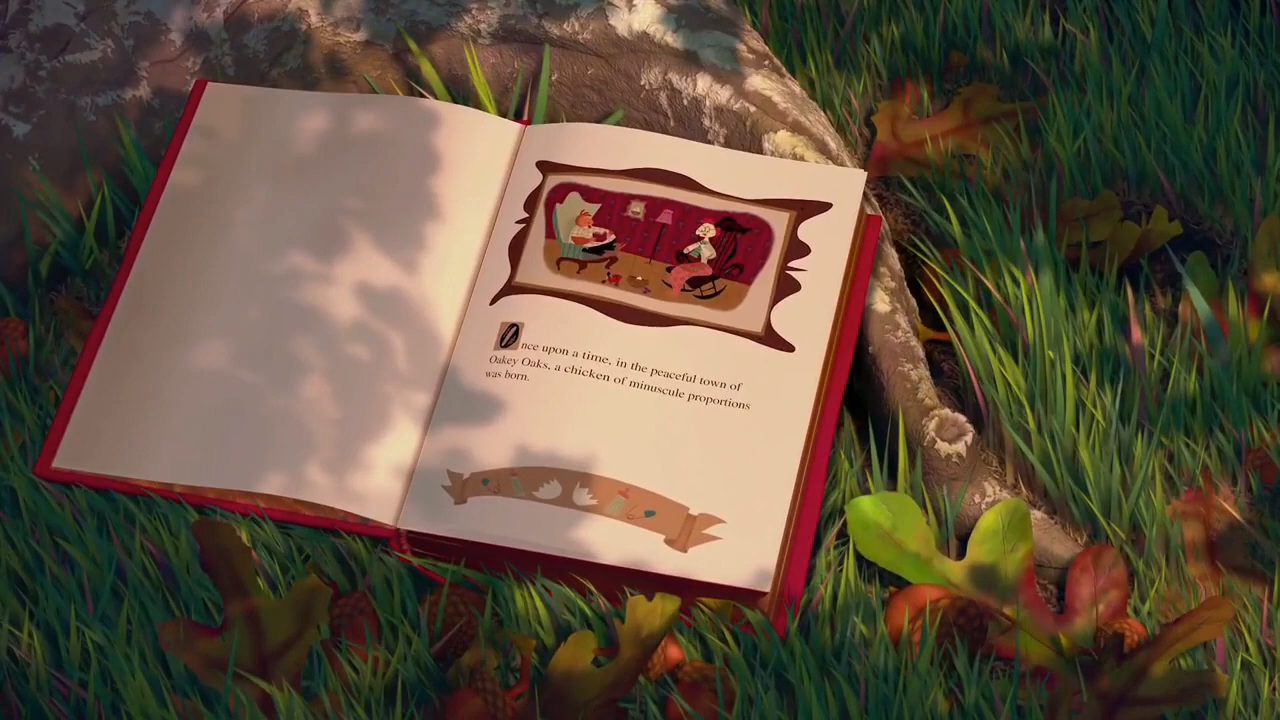 Once upon a time, in the peaceful town of
Oakey Oaks, a chicken of minuscule proportions
was born.